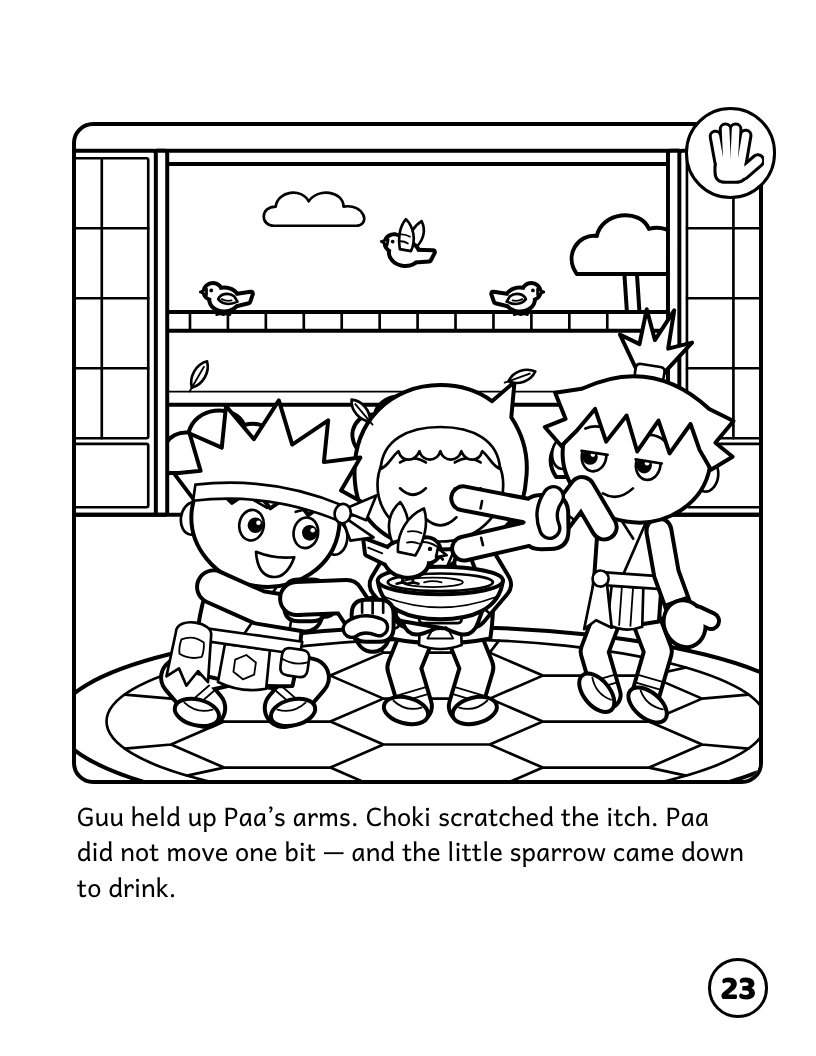 Guu held up Paa’s arms. Choki scratched the itch. Paa
did not move one bit — and the little sparrow came down
to drink.
23